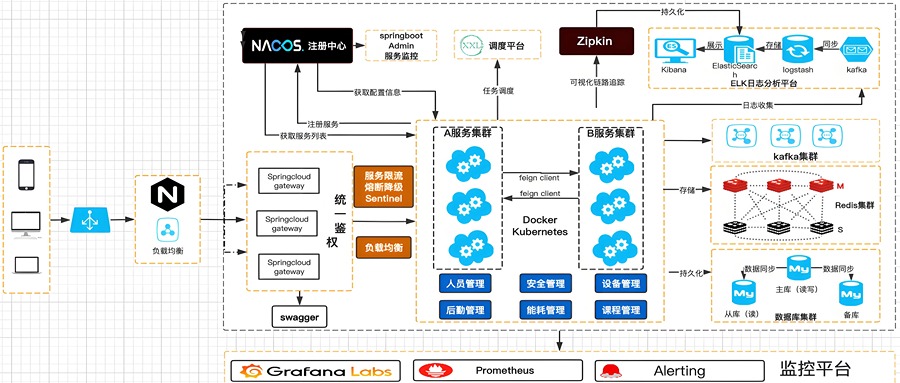 NACOS. 注册中心
springboot
Admin
服务监控
XXL
调度平台
Zipkin
持久化
ES
Kibana
展示
ElasticSearc
h
存储
logstash
同步
kafka
ELK日志分析平台
获取配置信息
任务调度
可视化链路追踪
日志收集
注册服务
获取服务列表
A服务集群
B服务集群
kafka集群
N
负载均衡
Springcloud
gateway
Springcloud
gateway
Springcloud
gateway
统一鉴权
服务限流
熔断降级
Sentinel
负载均衡
feign client
feign client
Docker
Kubernetes
存储
M
Redis集群
S
人员管理
安全管理
设备管理
后勤管理
能耗管理
课程管理
持久化
数据同步
My
数据同步
主库（读写）
My
My
从库（读）
备库
数据库集群
swagger
Grafana Labs
Prometheus
Alerting
监控平台